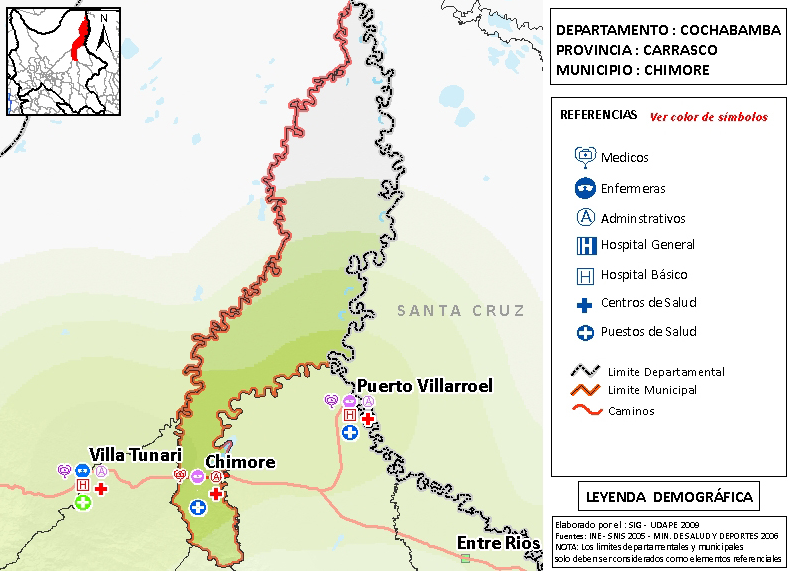 N
DEPARTAMENTO : COCHABAMBA
PROVINCIA : CARRASCO
MUNICIPIO : CHIMORE
REFERENCIAS Ver color de símbolos
Medicos
Enfermeras
A Adminstrativos
H Hospital General
H Hospital Básico
Centros de Salud
Puestos de Salud
Limite Departamental
Limite Municipal
Caminos
SANTA CRUZ
Puerto Villarroel
A
H
Villa Tunari
A
H
Chimore
A
Entre Rios
LEYENDA DEMOGRÁFICA
Elaborado por el : SIG - UDAPE 2009
Fuentes: INE- SNIS 2005 - MIN. DE SALUD Y DEPORTES 2006
NOTA: Los limites departamentales y municipales
solo deben ser considerados como elementos referenciales